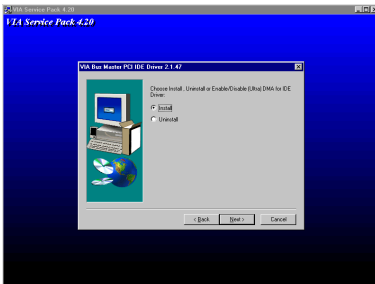 VIA Service Pack 4.20
VIA Service Pack 4.20
VIA Bus Master PCI IDE Driver 2.1.47
Choose Install , Uninstall or Enable/Disable (Ultra) DMA for IDE
Driver:
Install
Uninstall
< Back
Next >
Cancel